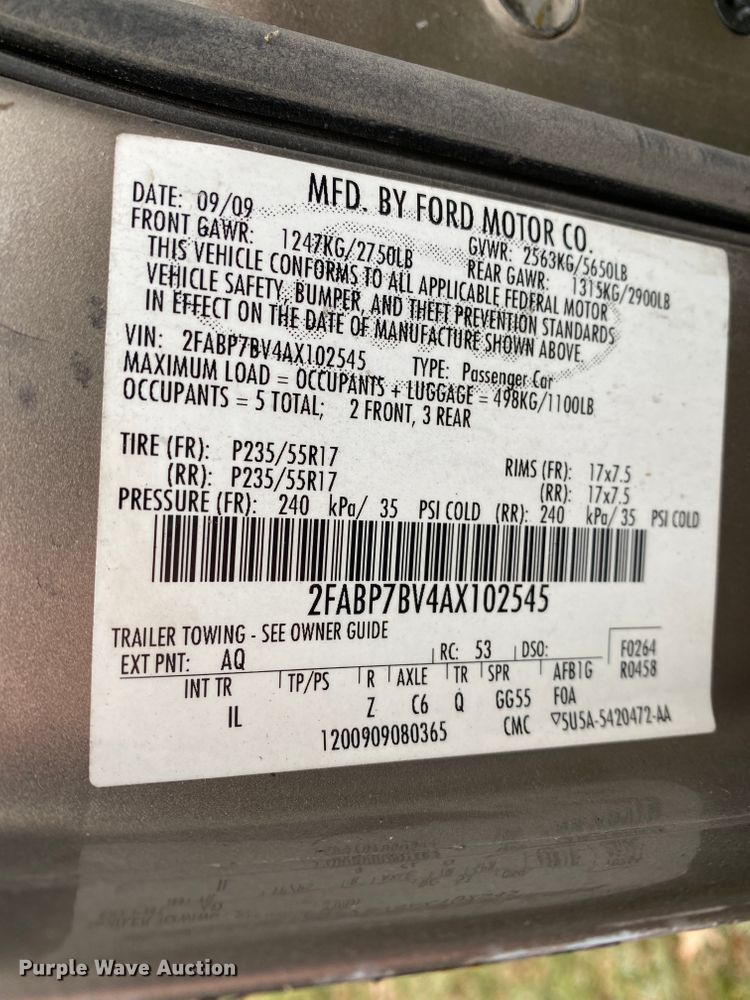 MFD. BY FORD MOTOR CO.
DATE: 09/09 GVWR: 2563KG/5650LB
FRONT GAWR: 1247KG/2750LB REAR GAWR: 1315KG/2900LB
THIS VEHICLE CONFORMS TO ALL APPLICABLE FEDERAL MOTOR
VEHICLE SAFETY, BUMPER, AND THEFT PREVENTION STANDARDS
IN EFFECT ON THE DATE OF MANUFACTURE SHOWN ABOVE.
VIN: 2FABP7BV4AX102545 TYPE: Passenger Car
MAXIMUM LOAD = OCCUPANTS + LUGGAGE = 498KG/1100LB
OCCUPANTS = 5 TOTAL; 2 FRONT, 3 REAR
TIRE (FR): P235/55R17 RIMS (FR): 17x7.5
(RR): P235/55R17 (RR): 17x7.5
PRESSURE (FR): 240 kPa/ 35 PSI COLD (RR): 240 kPa/ 35 PSI COLD
2FABP7BV4AX102545
TRAILER TOWING - SEE OWNER GUIDE
EXT PNT: AQ RC: 53 DSO: F0264
R0458
INT TR TP/PS R AXLE TR SPR AFB1G
IL Z C6 Q GG55 FOA
1200909080365 CMC ▽5U5A-5420472-AA
Purple Wave Auction